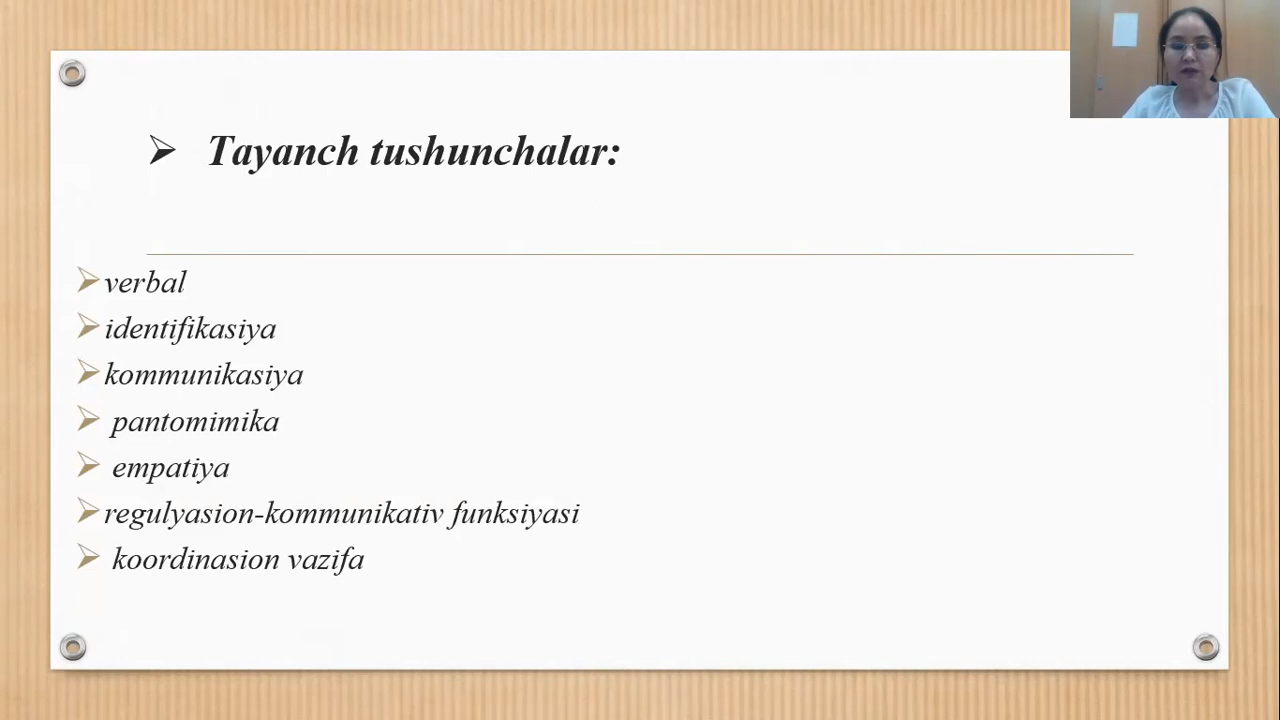 Tayanch tushunchalar:
verbal
identifikasiya
kommunikasiya
pantomimika
empatiya
regulyasion-kommunikativ funksiyasi
koordinasion vazifa